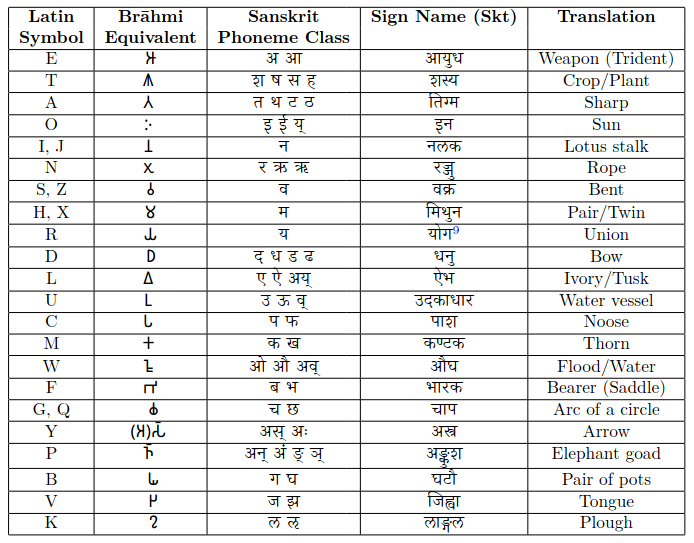 Latin Symbol | Brāhmi Equivalent | Sanskrit Phoneme Class | Sign Name (Skt) | Translation
E | 𑀅 | अ आ | आयुध | Weapon (Trident)
T | 𑀰 | श ष स ह | शस्य | Crop/Plant
A | 𑀢 | त थ ट ठ | तिग्म | Sharp
O | 𑀇 | इ ई य् | इन | Sun
I, J | 𑀦 | न | नलक | Lotus stalk
N | र ऋ ॠ | रज्जु | Rope
S, Z | 𑀯 | व | वक्र | Bent
H, X | 𑀫 | म | मिथुन | Pair/Twin
R | 𑀬 | य | योग⁹ | Union
D | 𑀥 | द ध ड ढ | धनु | Bow
L | 𑀏 | ए ऐ अय् | ऐभ | Ivory/Tusk
U | 𑀉 | उ ऊ व् | उदकाधार | Water vessel
C | 𑀧 | प फ | पाश | Noose
M | 𑀓 | क ख | कण्टक | Thorn
W | ओ औ अव् | औघ | Flood/Water
F | ब भ | भारक | Bearer (Saddle)
G, Q | 𑀙 | च छ | चाप | Arc of a circle
Y | अस् अः | अस्त्र | Arrow
P | अन् अं ङ् ञ् | अङ्कुश | Elephant goad
B | 𑀖 | ग घ | घटौ | Pair of pots
V | 𑀛 | ज झ | जिह्वा | Tongue
K | ल ऌ | लाङ्गल | Plough